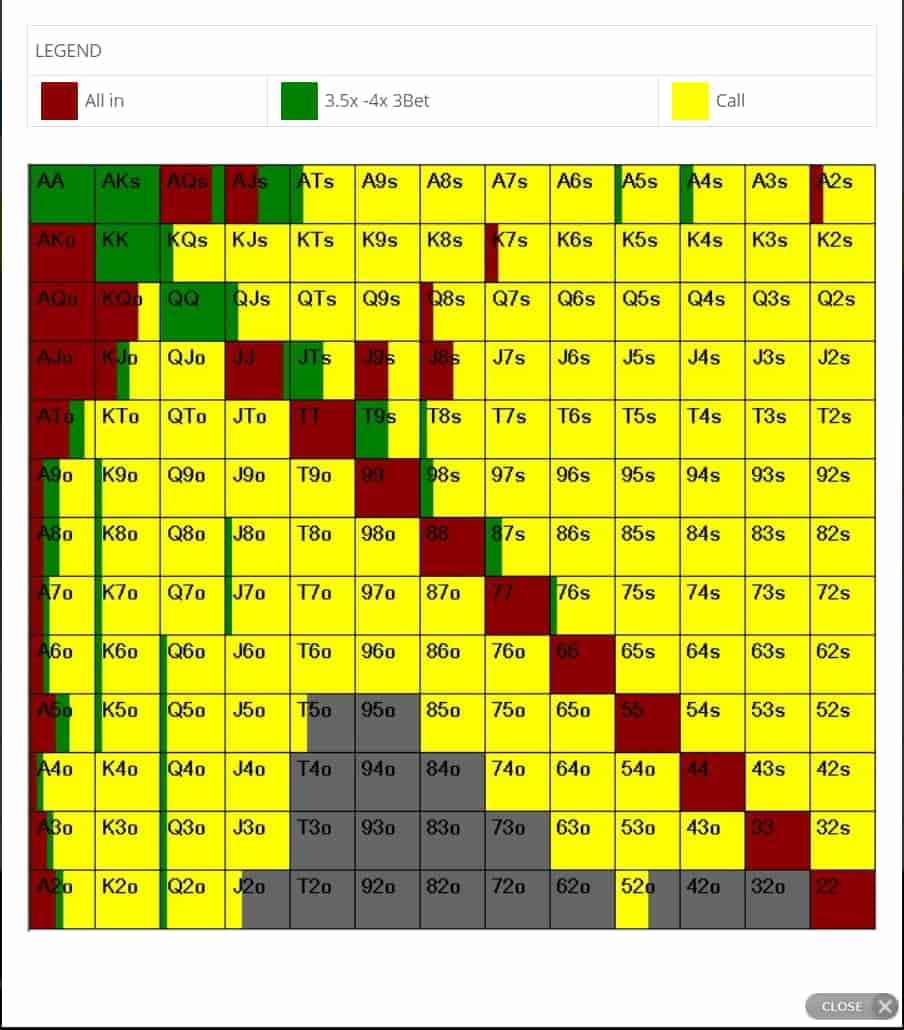 LEGEND
All in 3.5x -4x 3Bet Call
AA AKs AQs AJs ATs A9s A8s A7s A6s A5s A4s A3s A2s
AKo KK KQs KJs KTs K9s K8s K7s K6s K5s K4s K3s K2s
AQo KQo QQ QJs QTs Q9s Q8s Q7s Q6s Q5s Q4s Q3s Q2s
AJo KJo QJo JJ JTs J9s J8s J7s J6s J5s J4s J3s J2s
ATo KTo QTo JTo TT T9s T8s T7s T6s T5s T4s T3s T2s
A9o K9o Q9o J9o T9o 99 98s 97s 96s 95s 94s 93s 92s
A8o K8o Q8o J8o T8o 98o 88 87s 86s 85s 84s 83s 82s
A7o K7o Q7o J7o T7o 97o 87o 77 76s 75s 74s 73s 72s
A6o K6o Q6o J6o T6o 96o 86o 76o 66 65s 64s 63s 62s
A5o K5o Q5o J5o T5o 95o 85o 75o 65o 55 54s 53s 52s
A4o K4o Q4o J4o T4o 94o 84o 74o 64o 54o 44 43s 42s
A3o K3o Q3o J3o T3o 93o 83o 73o 63o 53o 43o 33 32s
A2o K2o Q2o J2o T2o 92o 82o 72o 62o 52o 42o 32o 22
CLOSE